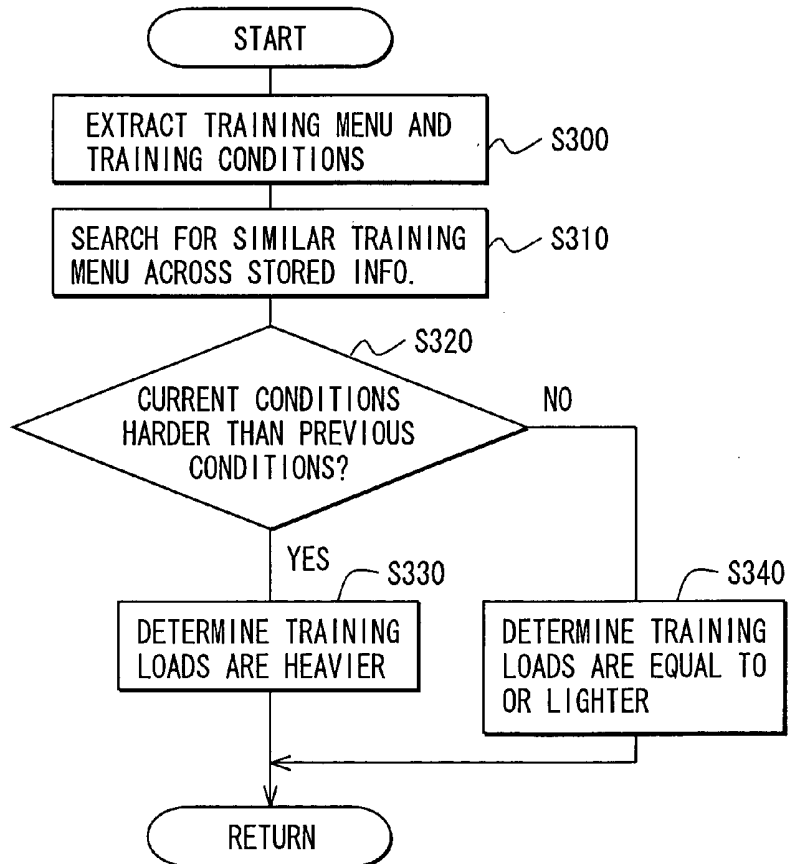 START
EXTRACT TRAINING MENU AND
TRAINING CONDITIONS
S300
SEARCH FOR SIMILAR TRAINING
MENU ACROSS STORED INFO.
S310
S320
CURRENT CONDITIONS
HARDER THAN PREVIOUS
CONDITIONS?
NO
YES
S330
DETERMINE TRAINING
LOADS ARE HEAVIER
S340
DETERMINE TRAINING
LOADS ARE EQUAL TO
OR LIGHTER
RETURN